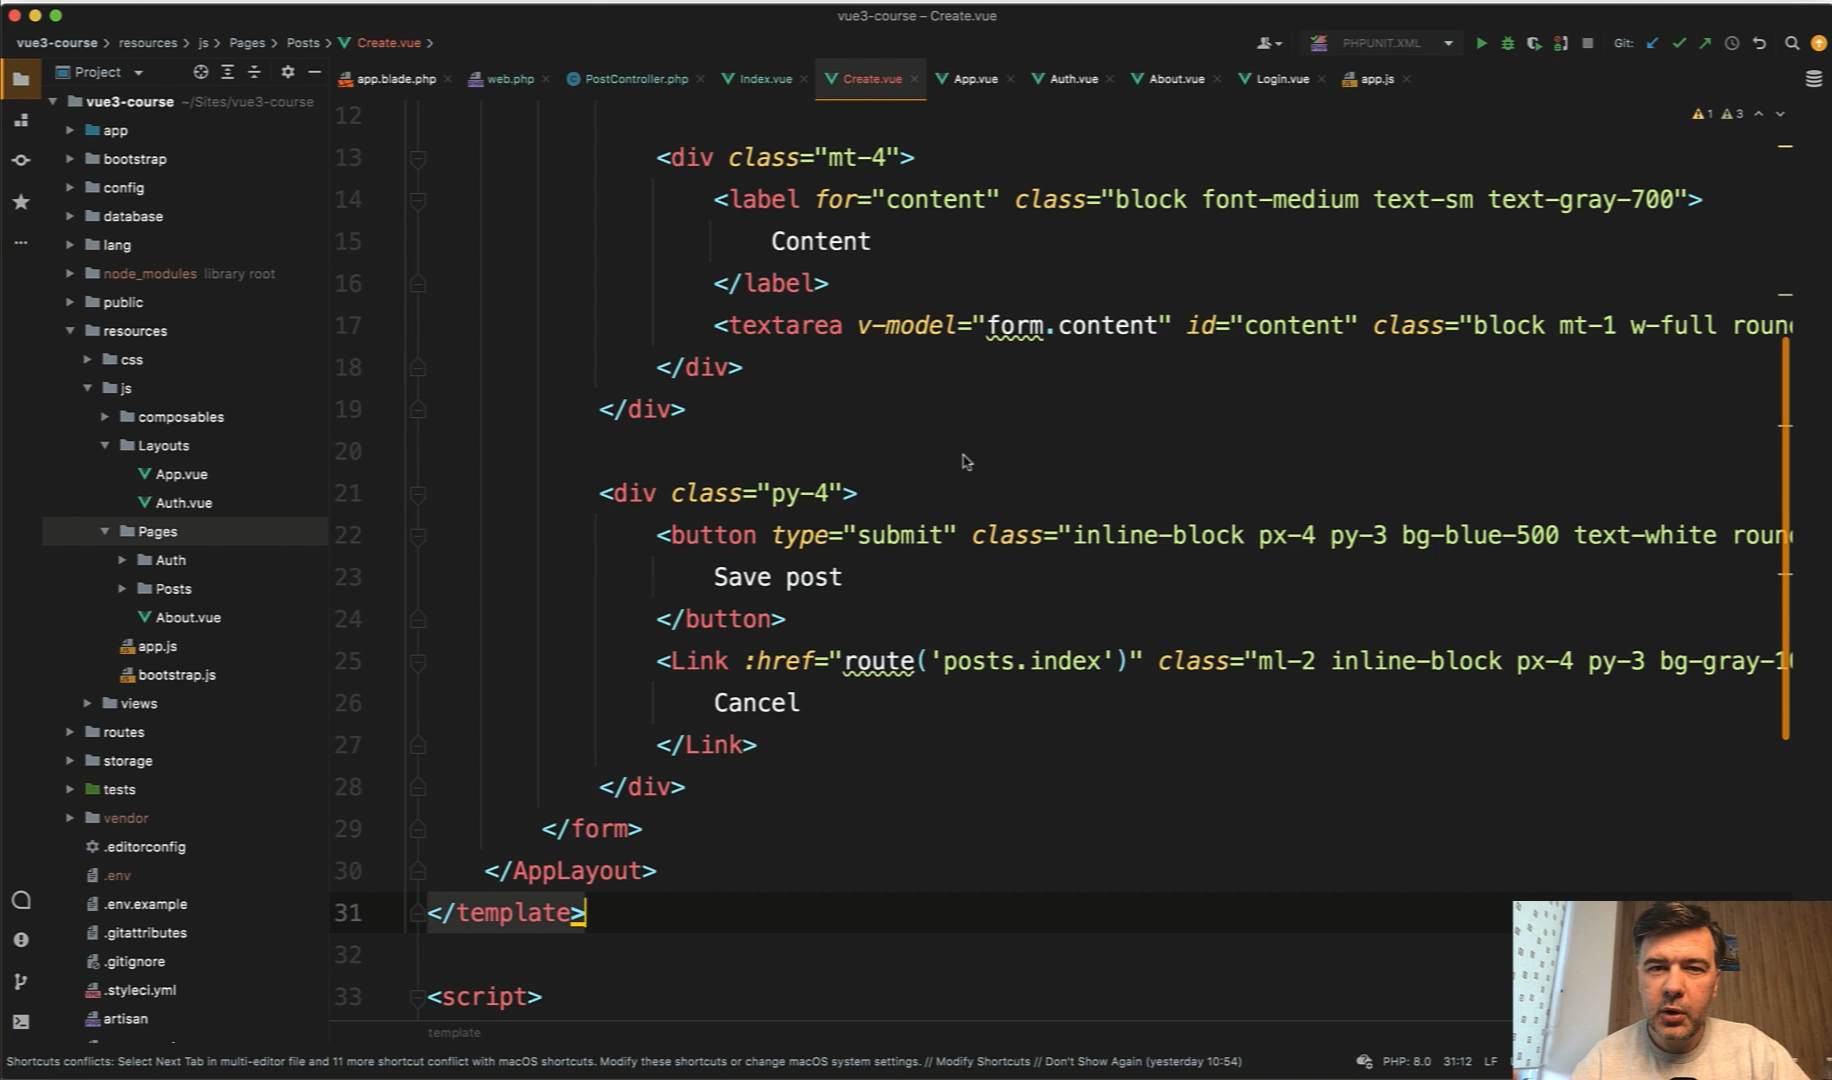 vue3-course – Create.vue
vue3-course > resources > js > Pages > Posts > Create.vue >
PHPUNIT.XML
Git:
Project
app.blade.php
web.php
PostController.php
Index.vue
Create.vue
App.vue
Auth.vue
About.vue
Login.vue
app.js
vue3-course ~/Sites/vue3-course
app
bootstrap
config
database
lang
node_modules library root
public
resources
css
js
composables
Layouts
App.vue
Auth.vue
Pages
Auth
Posts
About.vue
app.js
bootstrap.js
views
routes
storage
tests
vendor
.editorconfig
.env
.env.example
.gitattributes
.gitignore
.styleci.yml
artisan
1 3
12
13 <div class="mt-4">
14 <label for="content" class="block font-medium text-sm text-gray-700">
15 Content
16 </label>
17 <textarea v-model="form.content" id="content" class="block mt-1 w-full roun
18 </div>
19 </div>
20
21 <div class="py-4">
22 <button type="submit" class="inline-block px-4 py-3 bg-blue-500 text-white roun
23 Save post
24 </button>
25 <Link :href="route('posts.index')" class="ml-2 inline-block px-4 py-3 bg-gray-1
26 Cancel
27 </Link>
28 </div>
29 </form>
30 </AppLayout>
31 </template>
32
33 <script>
template
Shortcuts conflicts: Select Next Tab in multi-editor file and 11 more shortcut conflict with macOS shortcuts. Modify these shortcuts or change macOS system settings. // Modify Shortcuts // Don't Show Again (yesterday 10:54)
PHP: 8.0 31:12 LF